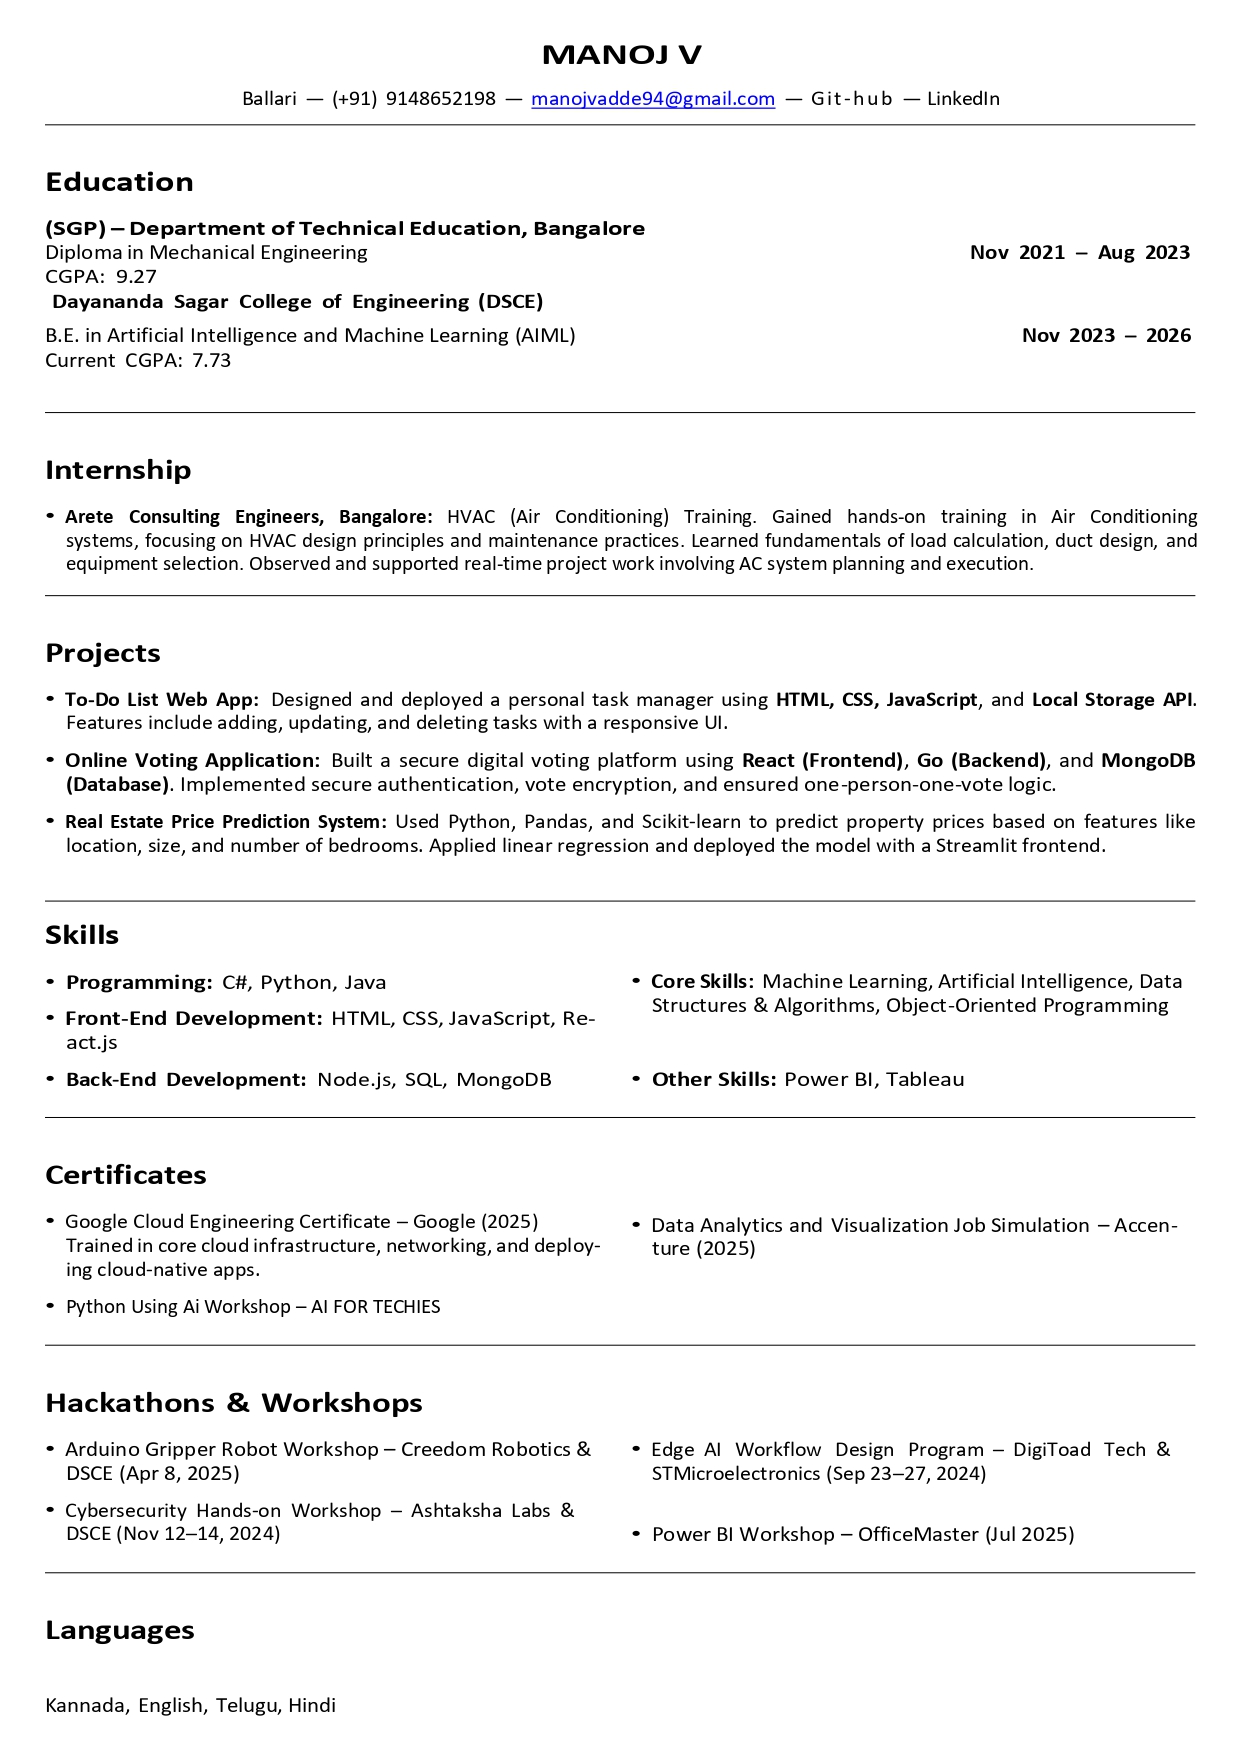 MANOJ V
Ballari — (+91) 9148652198 — manojvadde94@gmail.com — Git-hub — LinkedIn
Education
(SGP) – Department of Technical Education, Bangalore
Diploma in Mechanical Engineering Nov 2021 – Aug 2023
CGPA: 9.27
Dayananda Sagar College of Engineering (DSCE)
B.E. in Artificial Intelligence and Machine Learning (AIML) Nov 2023 – 2026
Current CGPA: 7.73
Internship
• Arete Consulting Engineers, Bangalore: HVAC (Air Conditioning) Training. Gained hands-on training in Air Conditioning
systems, focusing on HVAC design principles and maintenance practices. Learned fundamentals of load calculation, duct design, and
equipment selection. Observed and supported real-time project work involving AC system planning and execution.
Projects
• To-Do List Web App: Designed and deployed a personal task manager using HTML, CSS, JavaScript, and Local Storage API.
Features include adding, updating, and deleting tasks with a responsive UI.
• Online Voting Application: Built a secure digital voting platform using React (Frontend), Go (Backend), and MongoDB
(Database). Implemented secure authentication, vote encryption, and ensured one-person-one-vote logic.
• Real Estate Price Prediction System: Used Python, Pandas, and Scikit-learn to predict property prices based on features like
location, size, and number of bedrooms. Applied linear regression and deployed the model with a Streamlit frontend.
Skills
• Programming: C#, Python, Java
• Front-End Development: HTML, CSS, JavaScript, Re-
act.js
• Back-End Development: Node.js, SQL, MongoDB
• Core Skills: Machine Learning, Artificial Intelligence, Data
Structures & Algorithms, Object-Oriented Programming
• Other Skills: Power BI, Tableau
Certificates
• Google Cloud Engineering Certificate – Google (2025)
Trained in core cloud infrastructure, networking, and deploy-
ing cloud-native apps.
• Python Using Ai Workshop – AI FOR TECHIES
• Data Analytics and Visualization Job Simulation – Accen-
ture (2025)
Hackathons & Workshops
• Arduino Gripper Robot Workshop – Creedom Robotics &
DSCE (Apr 8, 2025)
• Cybersecurity Hands-on Workshop – Ashtaksha Labs &
DSCE (Nov 12–14, 2024)
• Edge AI Workflow Design Program – DigiToad Tech &
STMicroelectronics (Sep 23–27, 2024)
• Power BI Workshop – OfficeMaster (Jul 2025)
Languages
Kannada, English, Telugu, Hindi